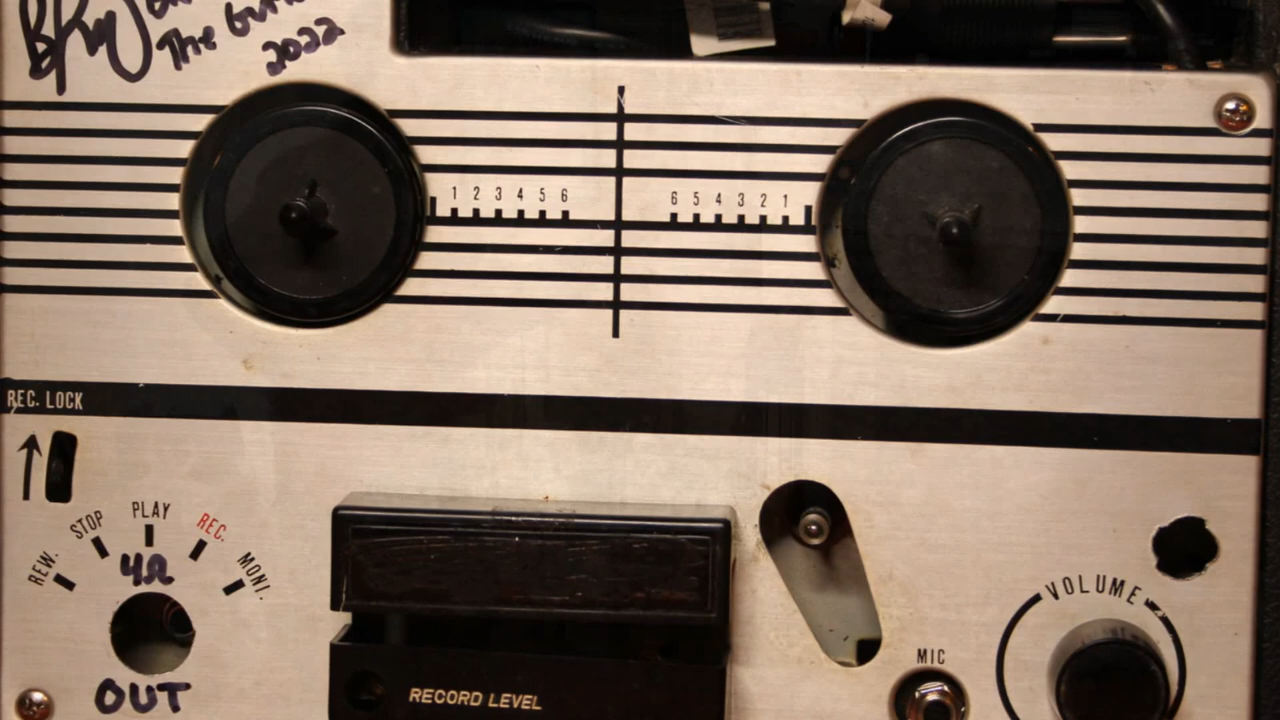 The
2022
1 2 3 4 5 6
6 5 4 3 2 1
REC. LOCK
REW. STOP PLAY REC. MONI.
4Ω
OUT
RECORD LEVEL
MIC
VOLUME